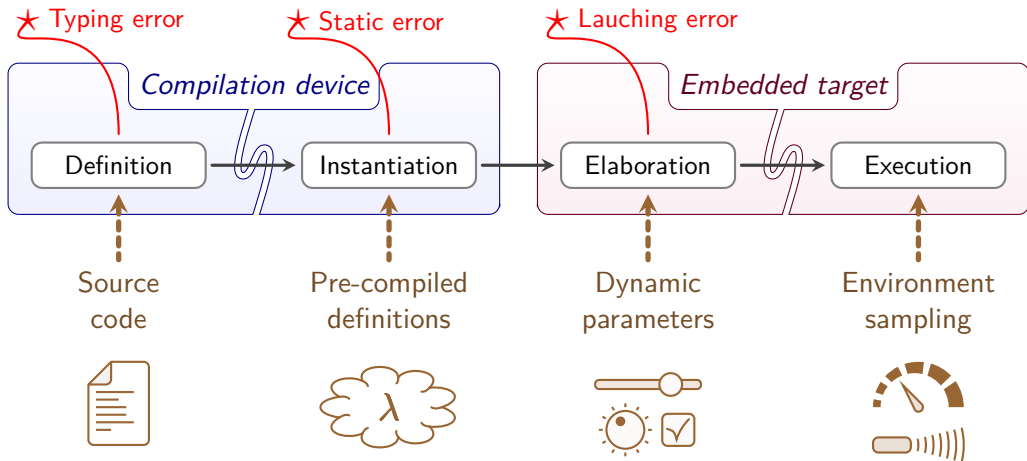 Typing error
Static error
Lauching error
Compilation device
Embedded target
Definition
Instantiation
Elaboration
Execution
Source
code
Pre-compiled
definitions
Dynamic
parameters
Environment
sampling
λ